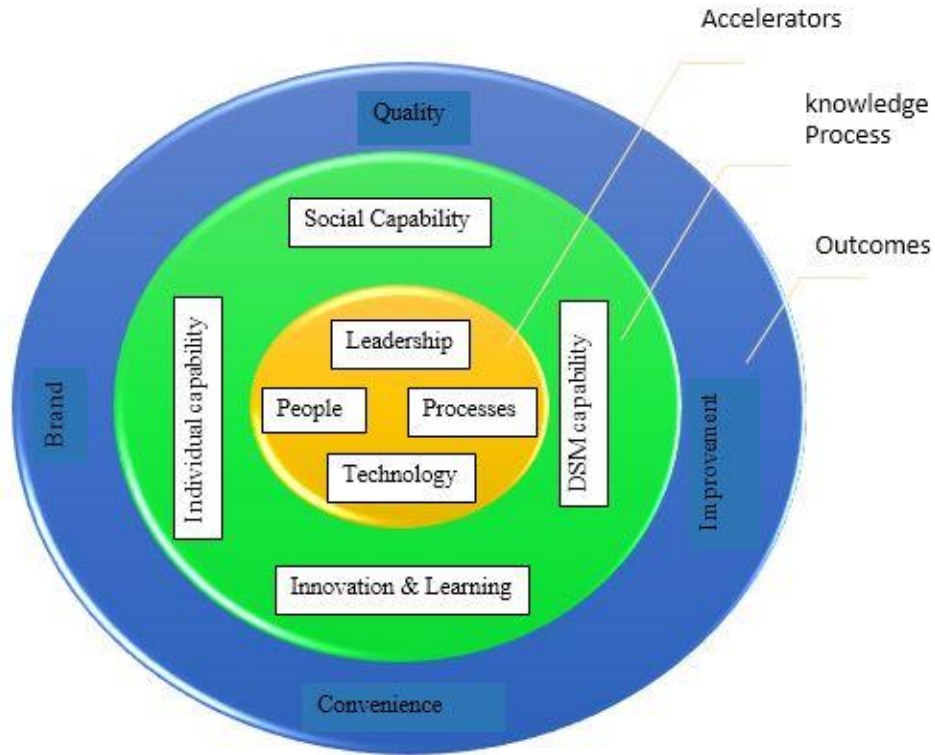 Accelerators
knowledge
Process
Quality
Social Capability
Outcomes
Leadership
Individual capability
DSM capability
People
Processes
Brand
Improvement
Technology
Innovation & Learning
Convenience